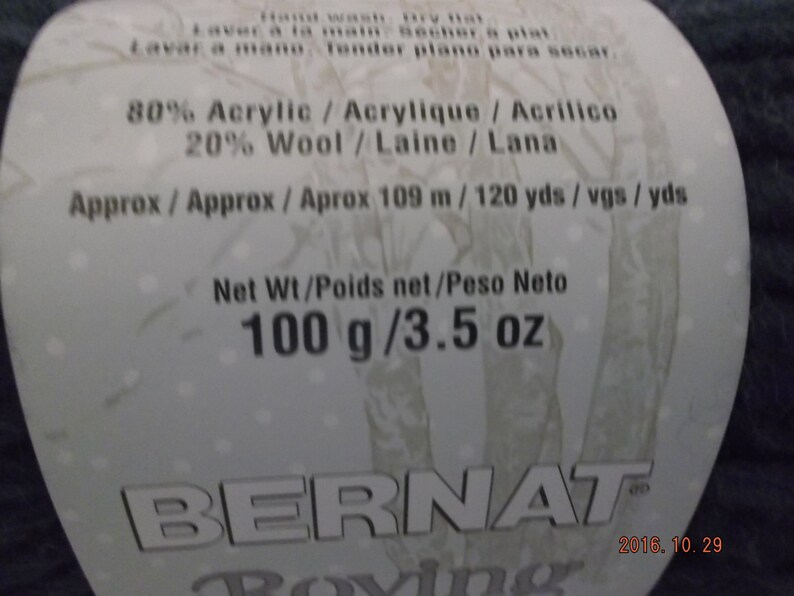 Hand wash. Dry flat.
Laver à la main. Sécher à plat.
Lavar a mano. Tender plano para secar.
80% Acrylic / Acrylique / Acrílico
20% Wool / Laine / Lana
Approx / Approx / Aprox 109 m / 120 yds / vgs / yds
Net Wt/Poids net/Peso Neto
100 g/3.5 oz
BERNAT®
Roving
2016.10.29